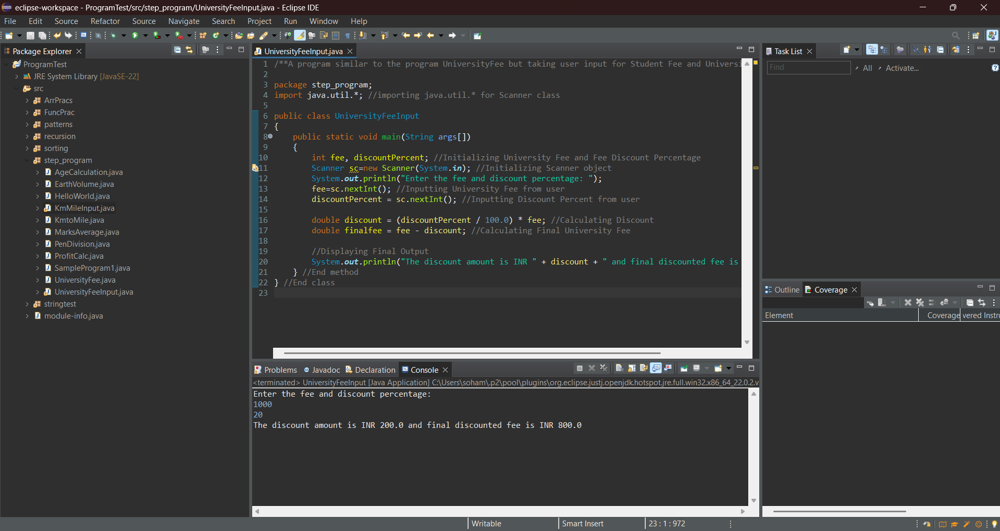 eclipse-workspace - ProgramTest/src/step_program/UniversityFeeInput.java - Eclipse IDE
File Edit Source Refactor Source Navigate Search Project Run Window Help
Package Explorer
ProgramTest
JRE System Library [JavaSE-22]
src
ArrPracs
FuncPrac
patterns
recursion
sorting
step_program
AgeCalculation.java
EarthVolume.java
HelloWorld.java
KmMileInput.java
KmtoMile.java
MarksAverage.java
PenDivision.java
ProfitCalc.java
SampleProgram1.java
UniversityFee.java
UniversityFeeInput.java
stringtest
module-info.java
UniversityFeeInput.java
1 /**A program similar to the program UniversityFee but taking user input for Student Fee and Universi
2
3 package step_program;
4 import java.util.*; //importing java.util.* for Scanner class
5
6 public class UniversityFeeInput
7 {
8 public static void main(String args[])
9 {
10 int fee, discountPercent; //Initializing University Fee and Fee Discount Percentage
11 Scanner sc=new Scanner(System.in); //Initializing Scanner object
12 System.out.println("Enter the fee and discount percentage: ");
13 fee=sc.nextInt(); //Inputting University Fee from user
14 discountPercent = sc.nextInt(); //Inputting Discount Percent from user
15
16 double discount = (discountPercent / 100.0) * fee; //Calculating Discount
17 double finalfee = fee - discount; //Calculating Final University Fee
18
19 //Displaying Final Output
20 System.out.println("The discount amount is INR " + discount + " and final discounted fee is
21 } //End method
22 } //End class
23
Problems Javadoc Declaration Console
<terminated> UniversityFeeInput [Java Application] C:\Users\soham\.p2\pool\plugins\org.eclipse.justj.openjdk.hotspot.jre.full.win32.x86_64_22.0.2.v
Enter the fee and discount percentage:
1000
20
The discount amount is INR 200.0 and final discounted fee is INR 800.0
Task List
Find All Activate...
Outline Coverage
Element Coverage vered Instru
Writable Smart Insert 23 : 1 : 972